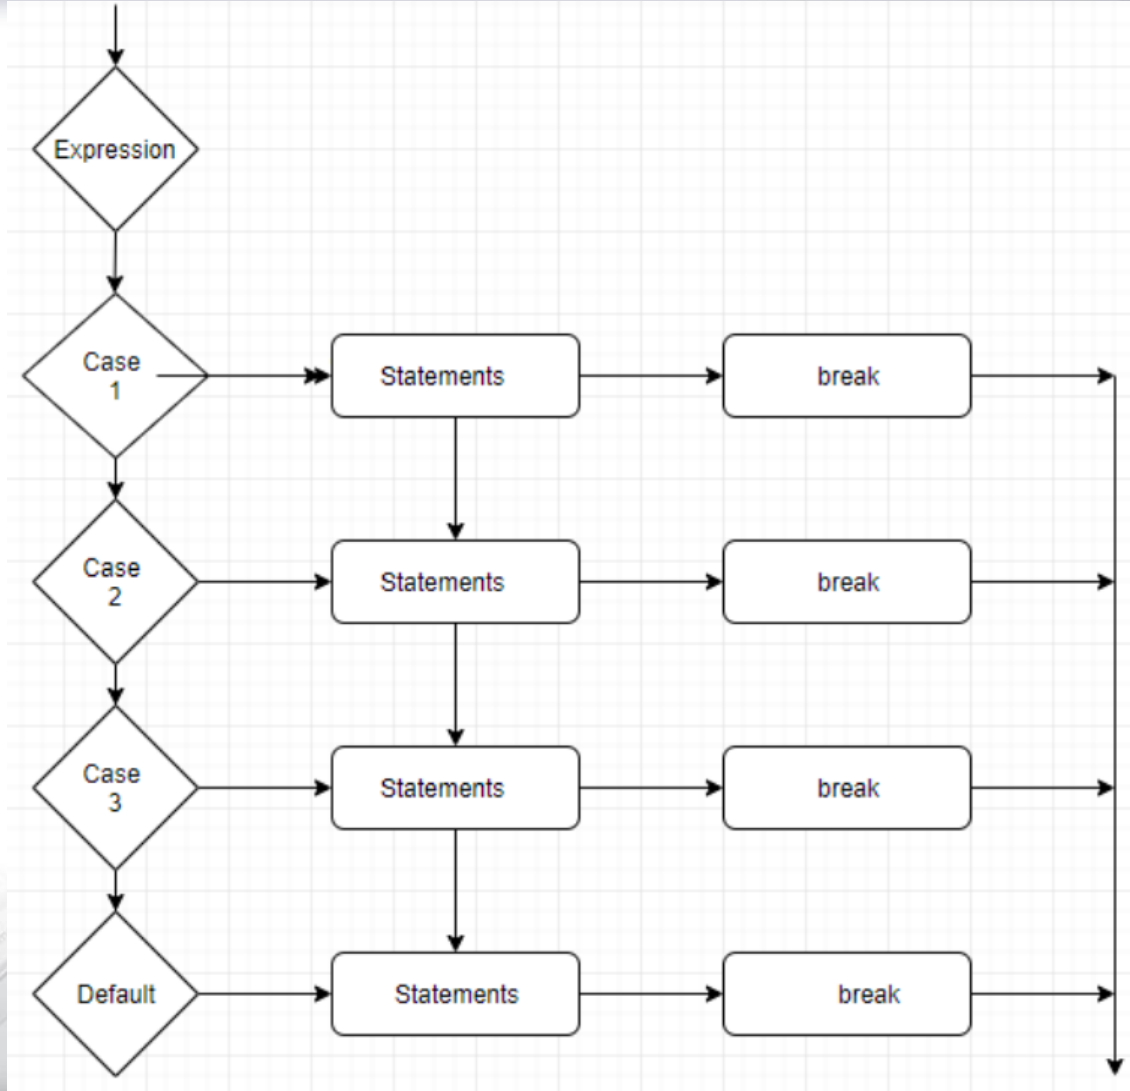 Expression
Case
1
Statements
break
Case
2
Statements
break
Case
3
Statements
break
Default
Statements
break